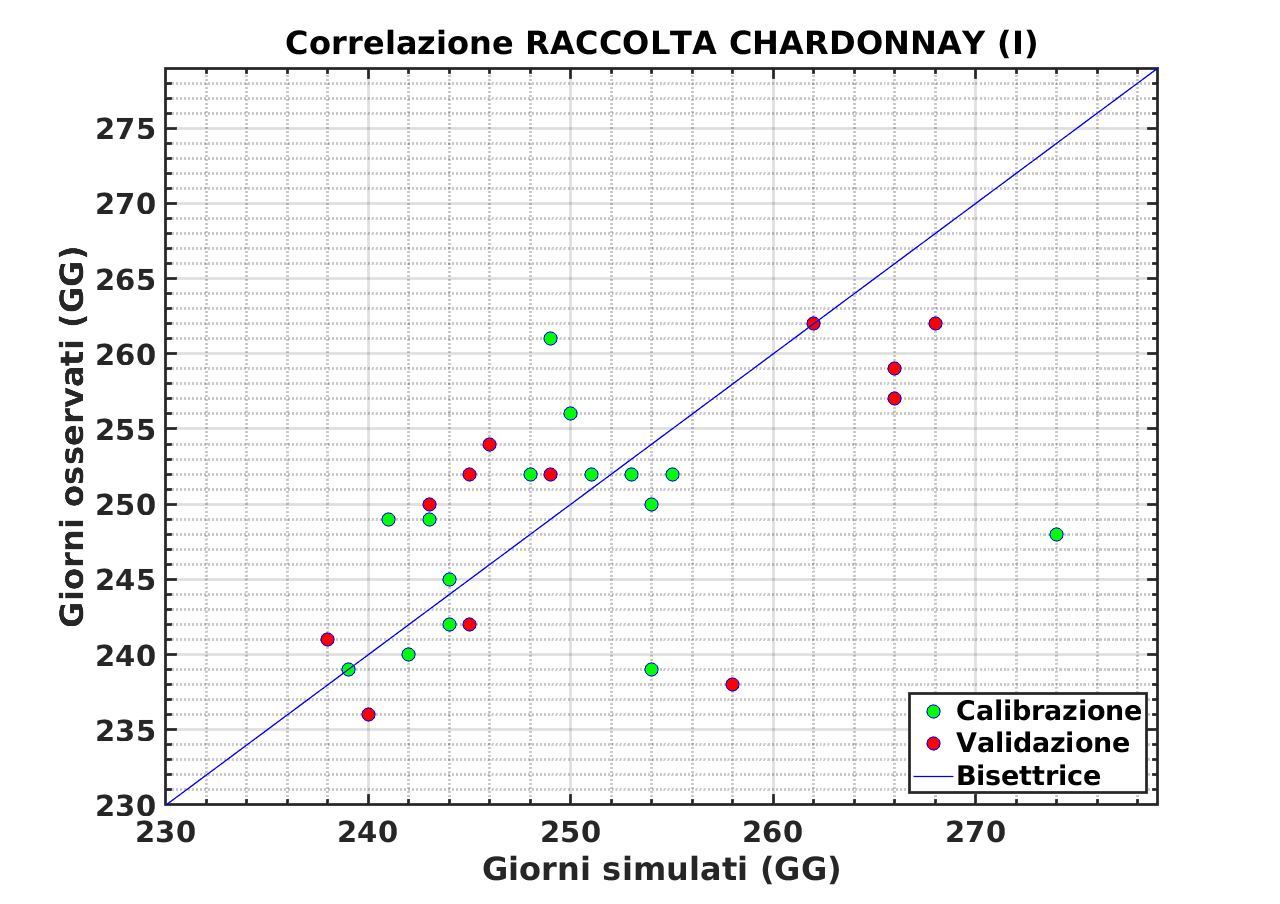 Correlazione RACCOLTA CHARDONNAY (I)
Giorni osservati (GG)
275
270
265
260
255
250
245
240
235
230
230 240 250 260 270
Giorni simulati (GG)
Calibrazione
Validazione
Bisettrice